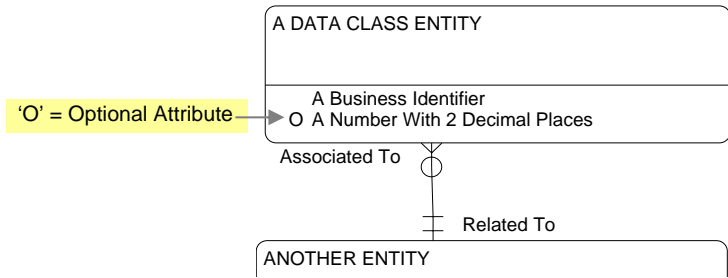 A DATA CLASS ENTITY
A Business Identifier
'O' = Optional Attribute
O A Number With 2 Decimal Places
Associated To
Related To
ANOTHER ENTITY